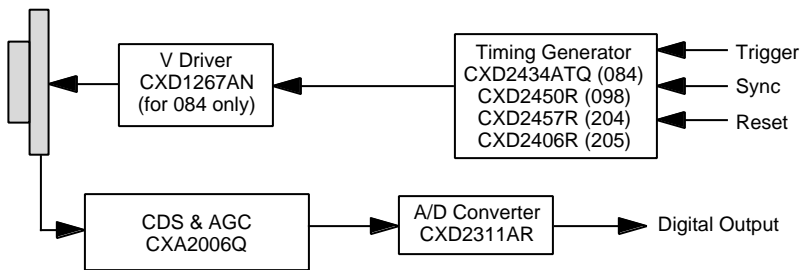 V Driver
CXD1267AN
(for 084 only)
Timing Generator
CXD2434ATQ (084)
CXD2450R (098)
CXD2457R (204)
CXD2406R (205)
Trigger
Sync
Reset
CDS & AGC
CXA2006Q
A/D Converter
CXD2311AR
Digital Output